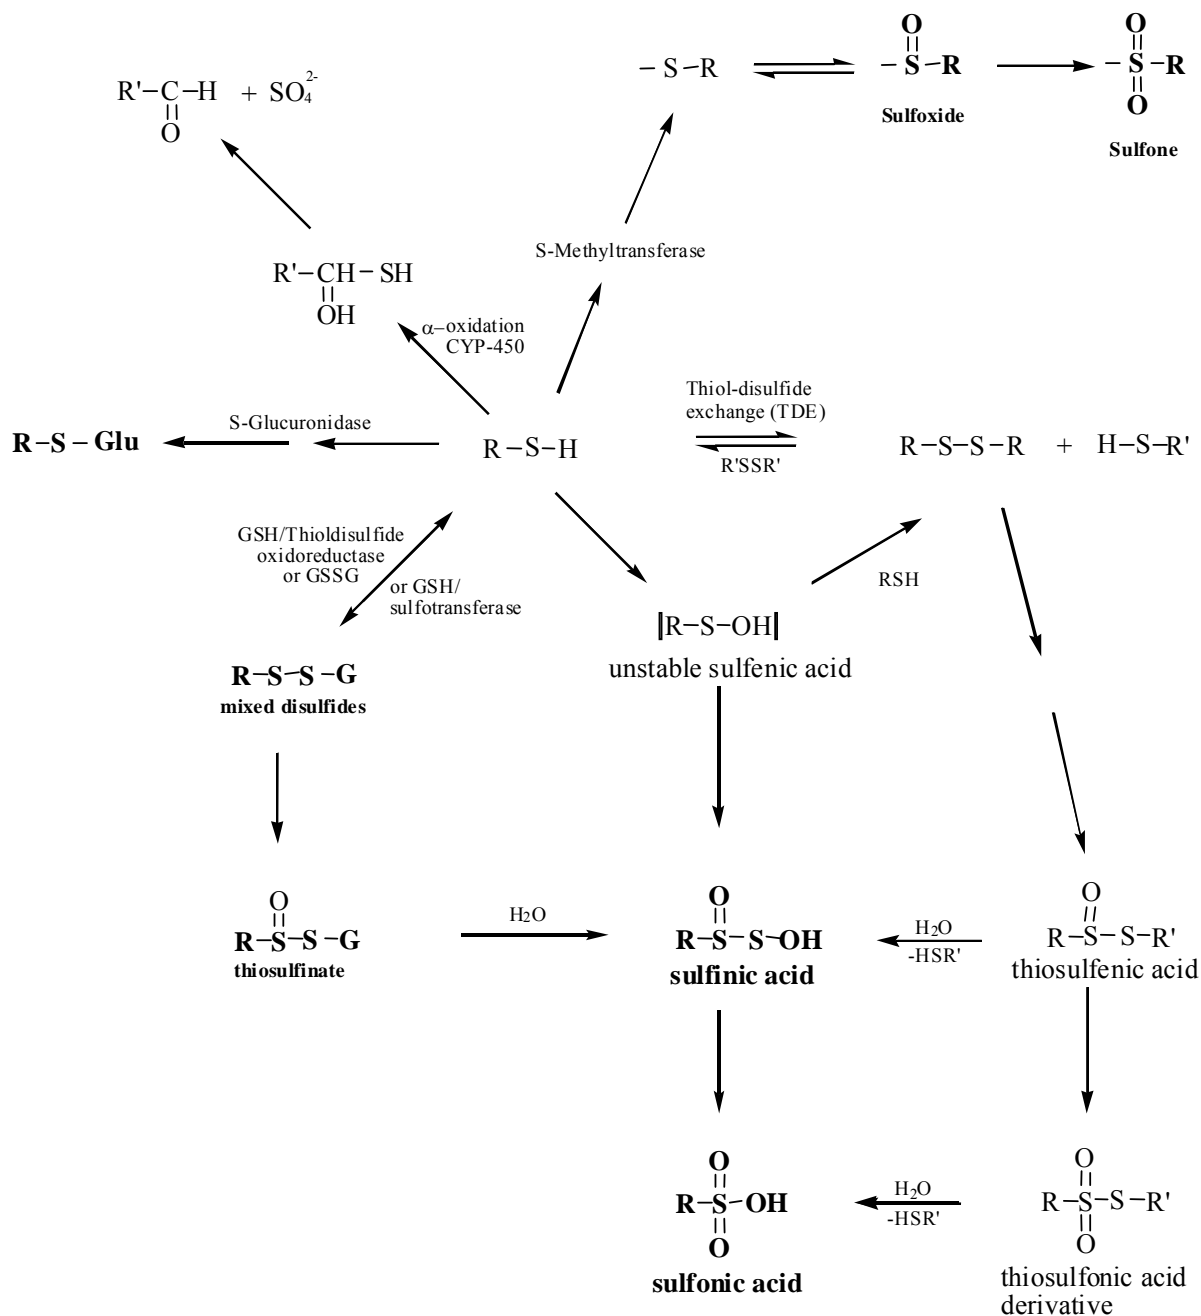 O
O
– S – R
– S – R
– S – R
O
R'–C–H + SO₄²⁻
O
Sulfoxide
Sulfone
S-Methyltransferase
R'–CH – SH
OH
α–oxidation
CYP-450
Thiol-disulfide
exchange (TDE)
R'SSR'
S-Glucuronidase
R–S – Glu
R–S–H
R–S–S–R + H–S–R'
GSH/Thioldisulfide
oxidoreductase
or GSSG
or GSH/
sulfotransferase
RSH
|R–S–OH|
unstable sulfenic acid
R–S–S–G
mixed disulfides
O
R–S–S–G
thiosulfinate
H₂O
O
R–S–S–OH
sulfinic acid
H₂O
-HSR'
O
R–S–S–R'
thiosulfenic acid
O
R–S–OH
O
sulfonic acid
H₂O
-HSR'
O
R–S–S–R'
O
thiosulfonic acid
derivative